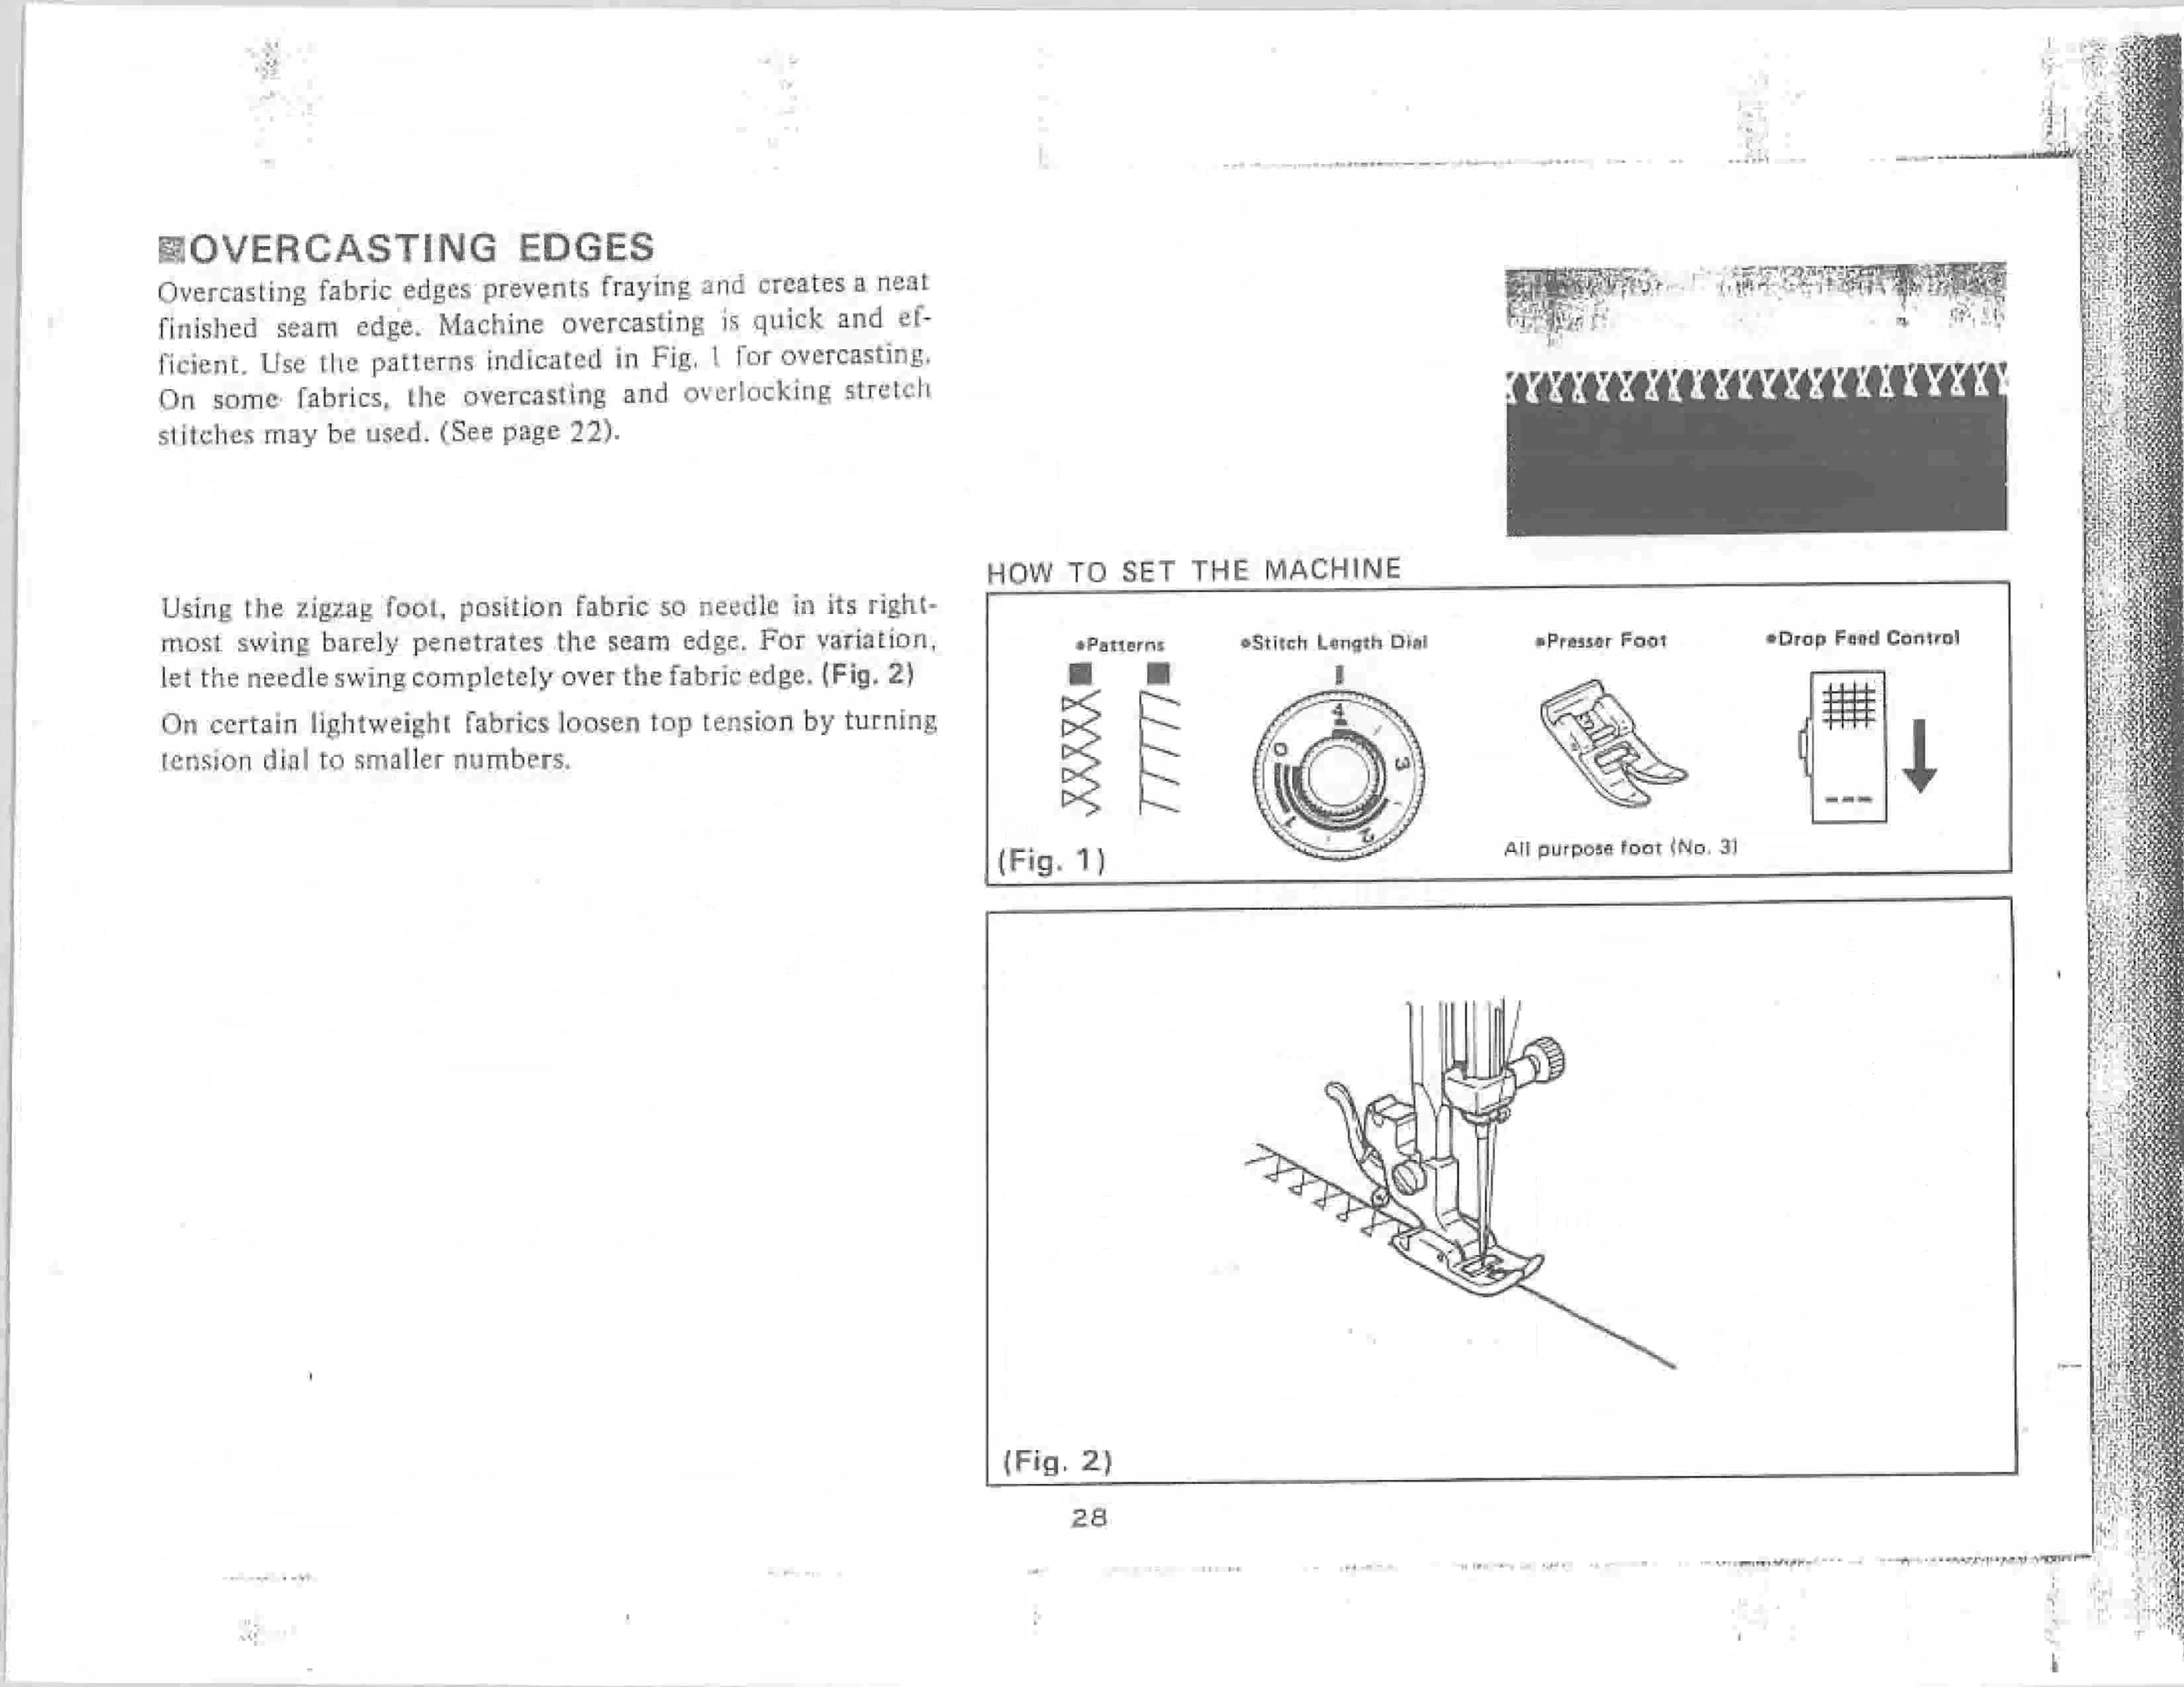 OVERCASTING EDGES
Overcasting fabric edges prevents fraying and creates a neat
finished seam edge. Machine overcasting is quick and ef-
ficient. Use the patterns indicated in Fig. 1 for overcasting.
On some fabrics, the overcasting and overlocking stretch
stitches may be used. (See page 22).
Using the zigzag foot, position fabric so needle in its right-
most swing barely penetrates the seam edge. For variation,
let the needle swing completely over the fabric edge. (Fig. 2)
On certain lightweight fabrics loosen top tension by turning
tension dial to smaller numbers.
HOW TO SET THE MACHINE
•Patterns
•Stitch Length Dial
•Presser Foot
•Drop Feed Control
4
0
3
1
2
All purpose foot (No. 3)
(Fig. 1)
(Fig. 2)
28